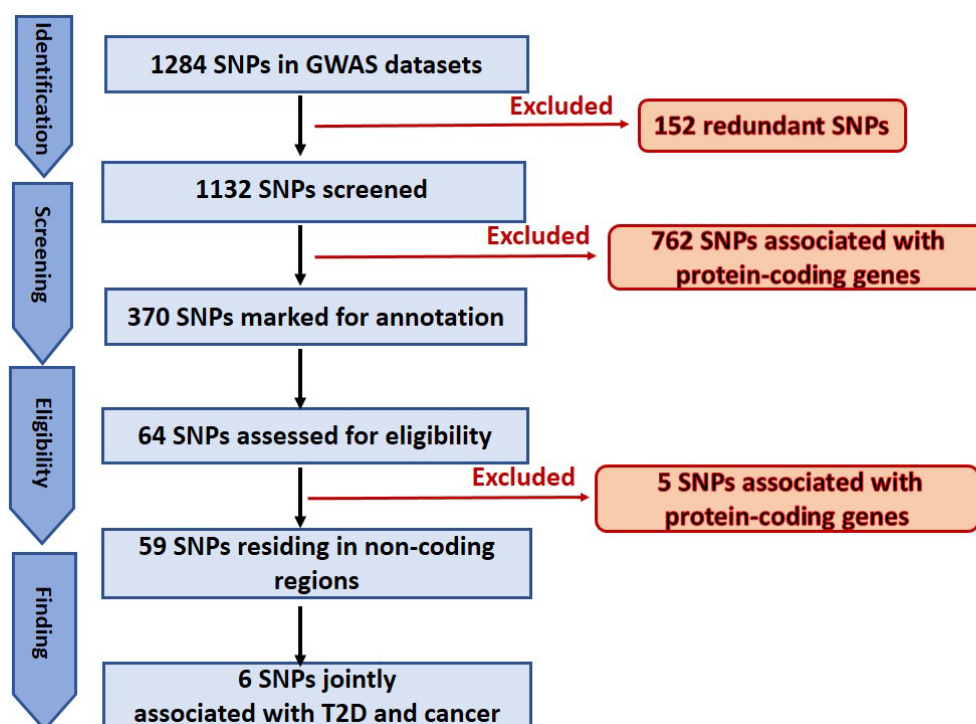 Identification
1284 SNPs in GWAS datasets
Excluded
152 redundant SNPs
1132 SNPs screened
Screening
Excluded
762 SNPs associated with
protein-coding genes
370 SNPs marked for annotation
Eligibility
64 SNPs assessed for eligibility
Excluded
5 SNPs associated with
protein-coding genes
59 SNPs residing in non-coding
regions
Finding
6 SNPs jointly
associated with T2D and cancer